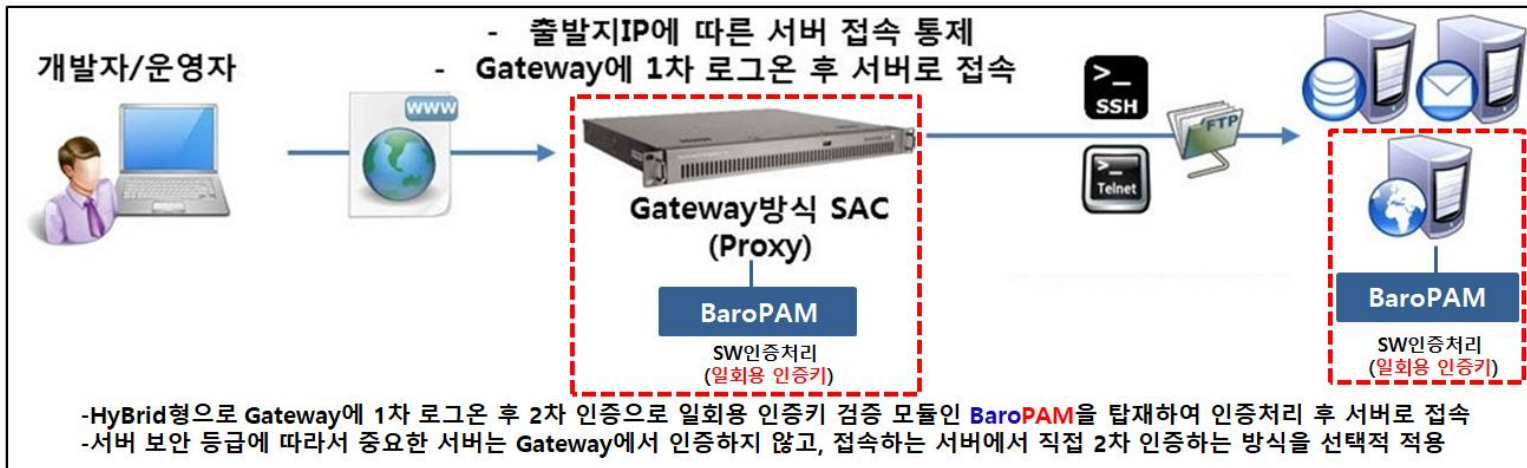 - 출발지IP에 따른 서버 접속 통제
개발자/운영자
- Gateway에 1차 로그온 후 서버로 접속
WWW
>_
SSH
FTP
>_
Telnet
Gateway방식 SAC
(Proxy)
BaroPAM
SW인증처리
(일회용 인증키)
BaroPAM
SW인증처리
(일회용 인증키)
-HyBrid형으로 Gateway에 1차 로그온 후 2차 인증으로 일회용 인증키 검증 모듈인 BaroPAM을 탑재하여 인증처리 후 서버로 접속
-서버 보안 등급에 따라서 중요한 서버는 Gateway에서 인증하지 않고, 접속하는 서버에서 직접 2차 인증하는 방식을 선택적 적용